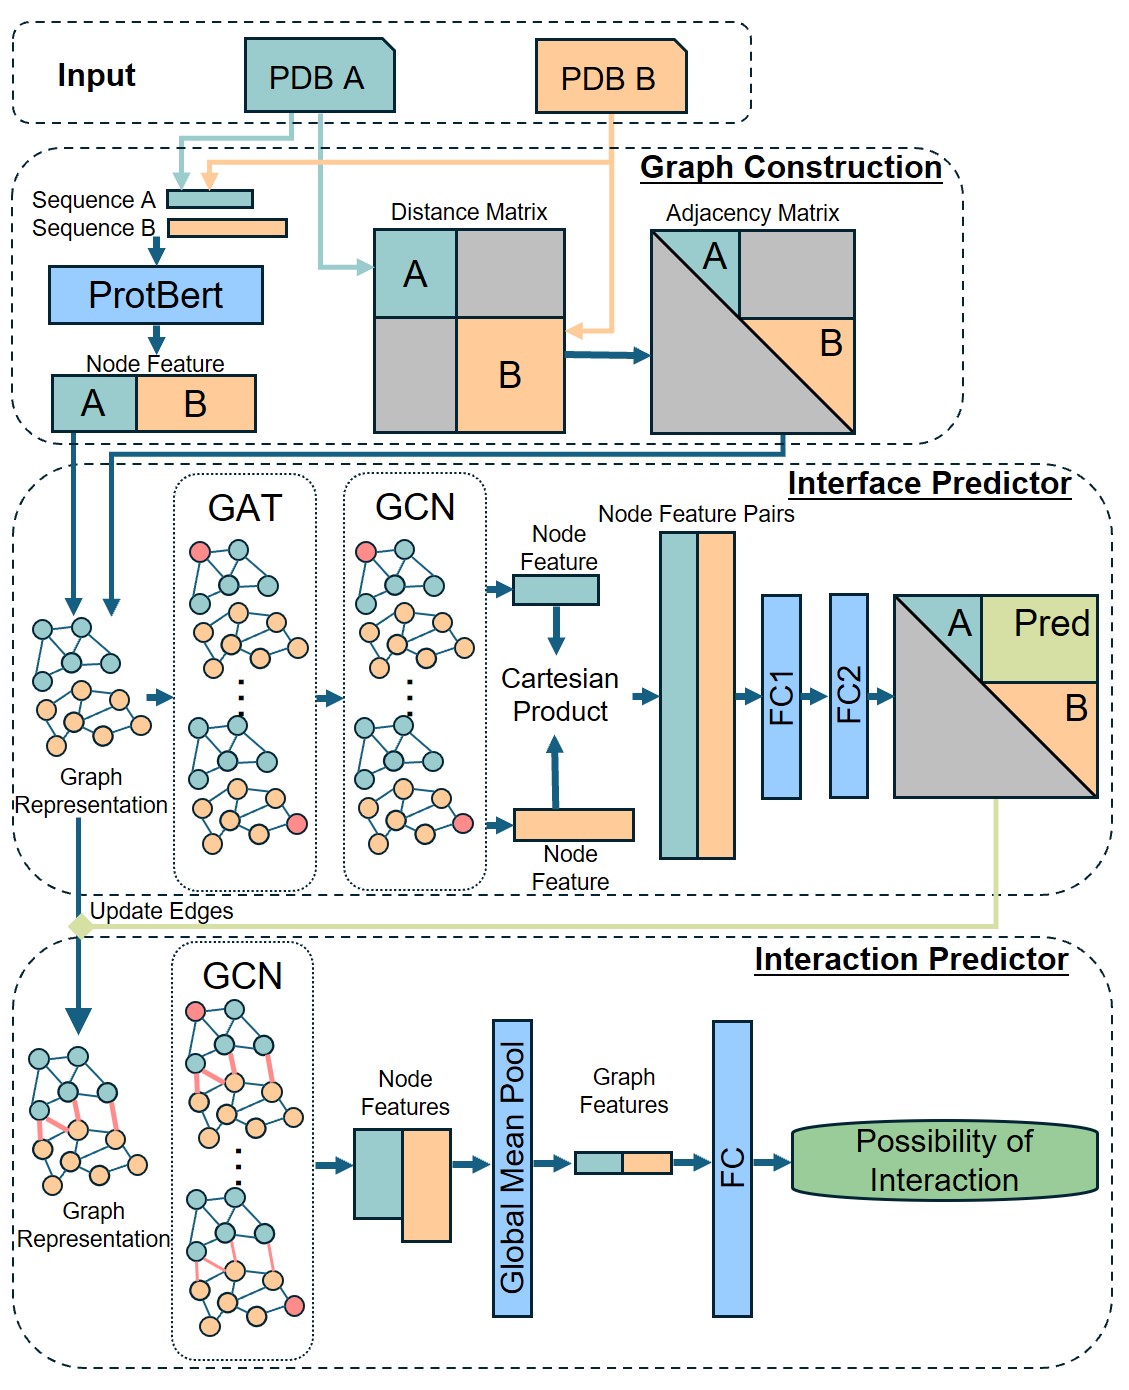 Input
PDB A
PDB B
Graph Construction
Sequence A
Sequence B
ProtBert
Node Feature
A
B
Distance Matrix
A
B
Adjacency Matrix
A
B
Interface Predictor
GAT
GCN
Node
Feature
Cartesian
Product
Node
Feature
Node Feature Pairs
FC1
FC2
A
Pred
B
Graph
Representation
Update Edges
Interaction Predictor
GCN
Graph
Representation
Node
Features
Global Mean Pool
Graph
Features
FC
Possibility of
Interaction